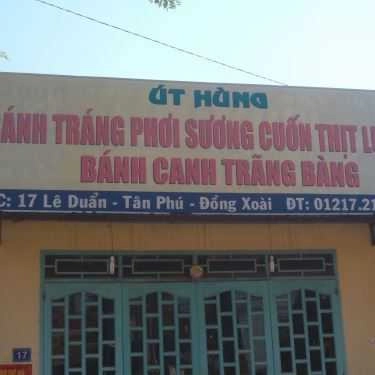 ÚT HÙNG
ÁNH TRÁNG PHƠI SƯƠNG CUỐN THỊT L
BÁNH CANH TRÃNG BÀNG
C: 17 Lê Duẩn - Tân Phú - Đồng Xoài ĐT: 01217.21
17